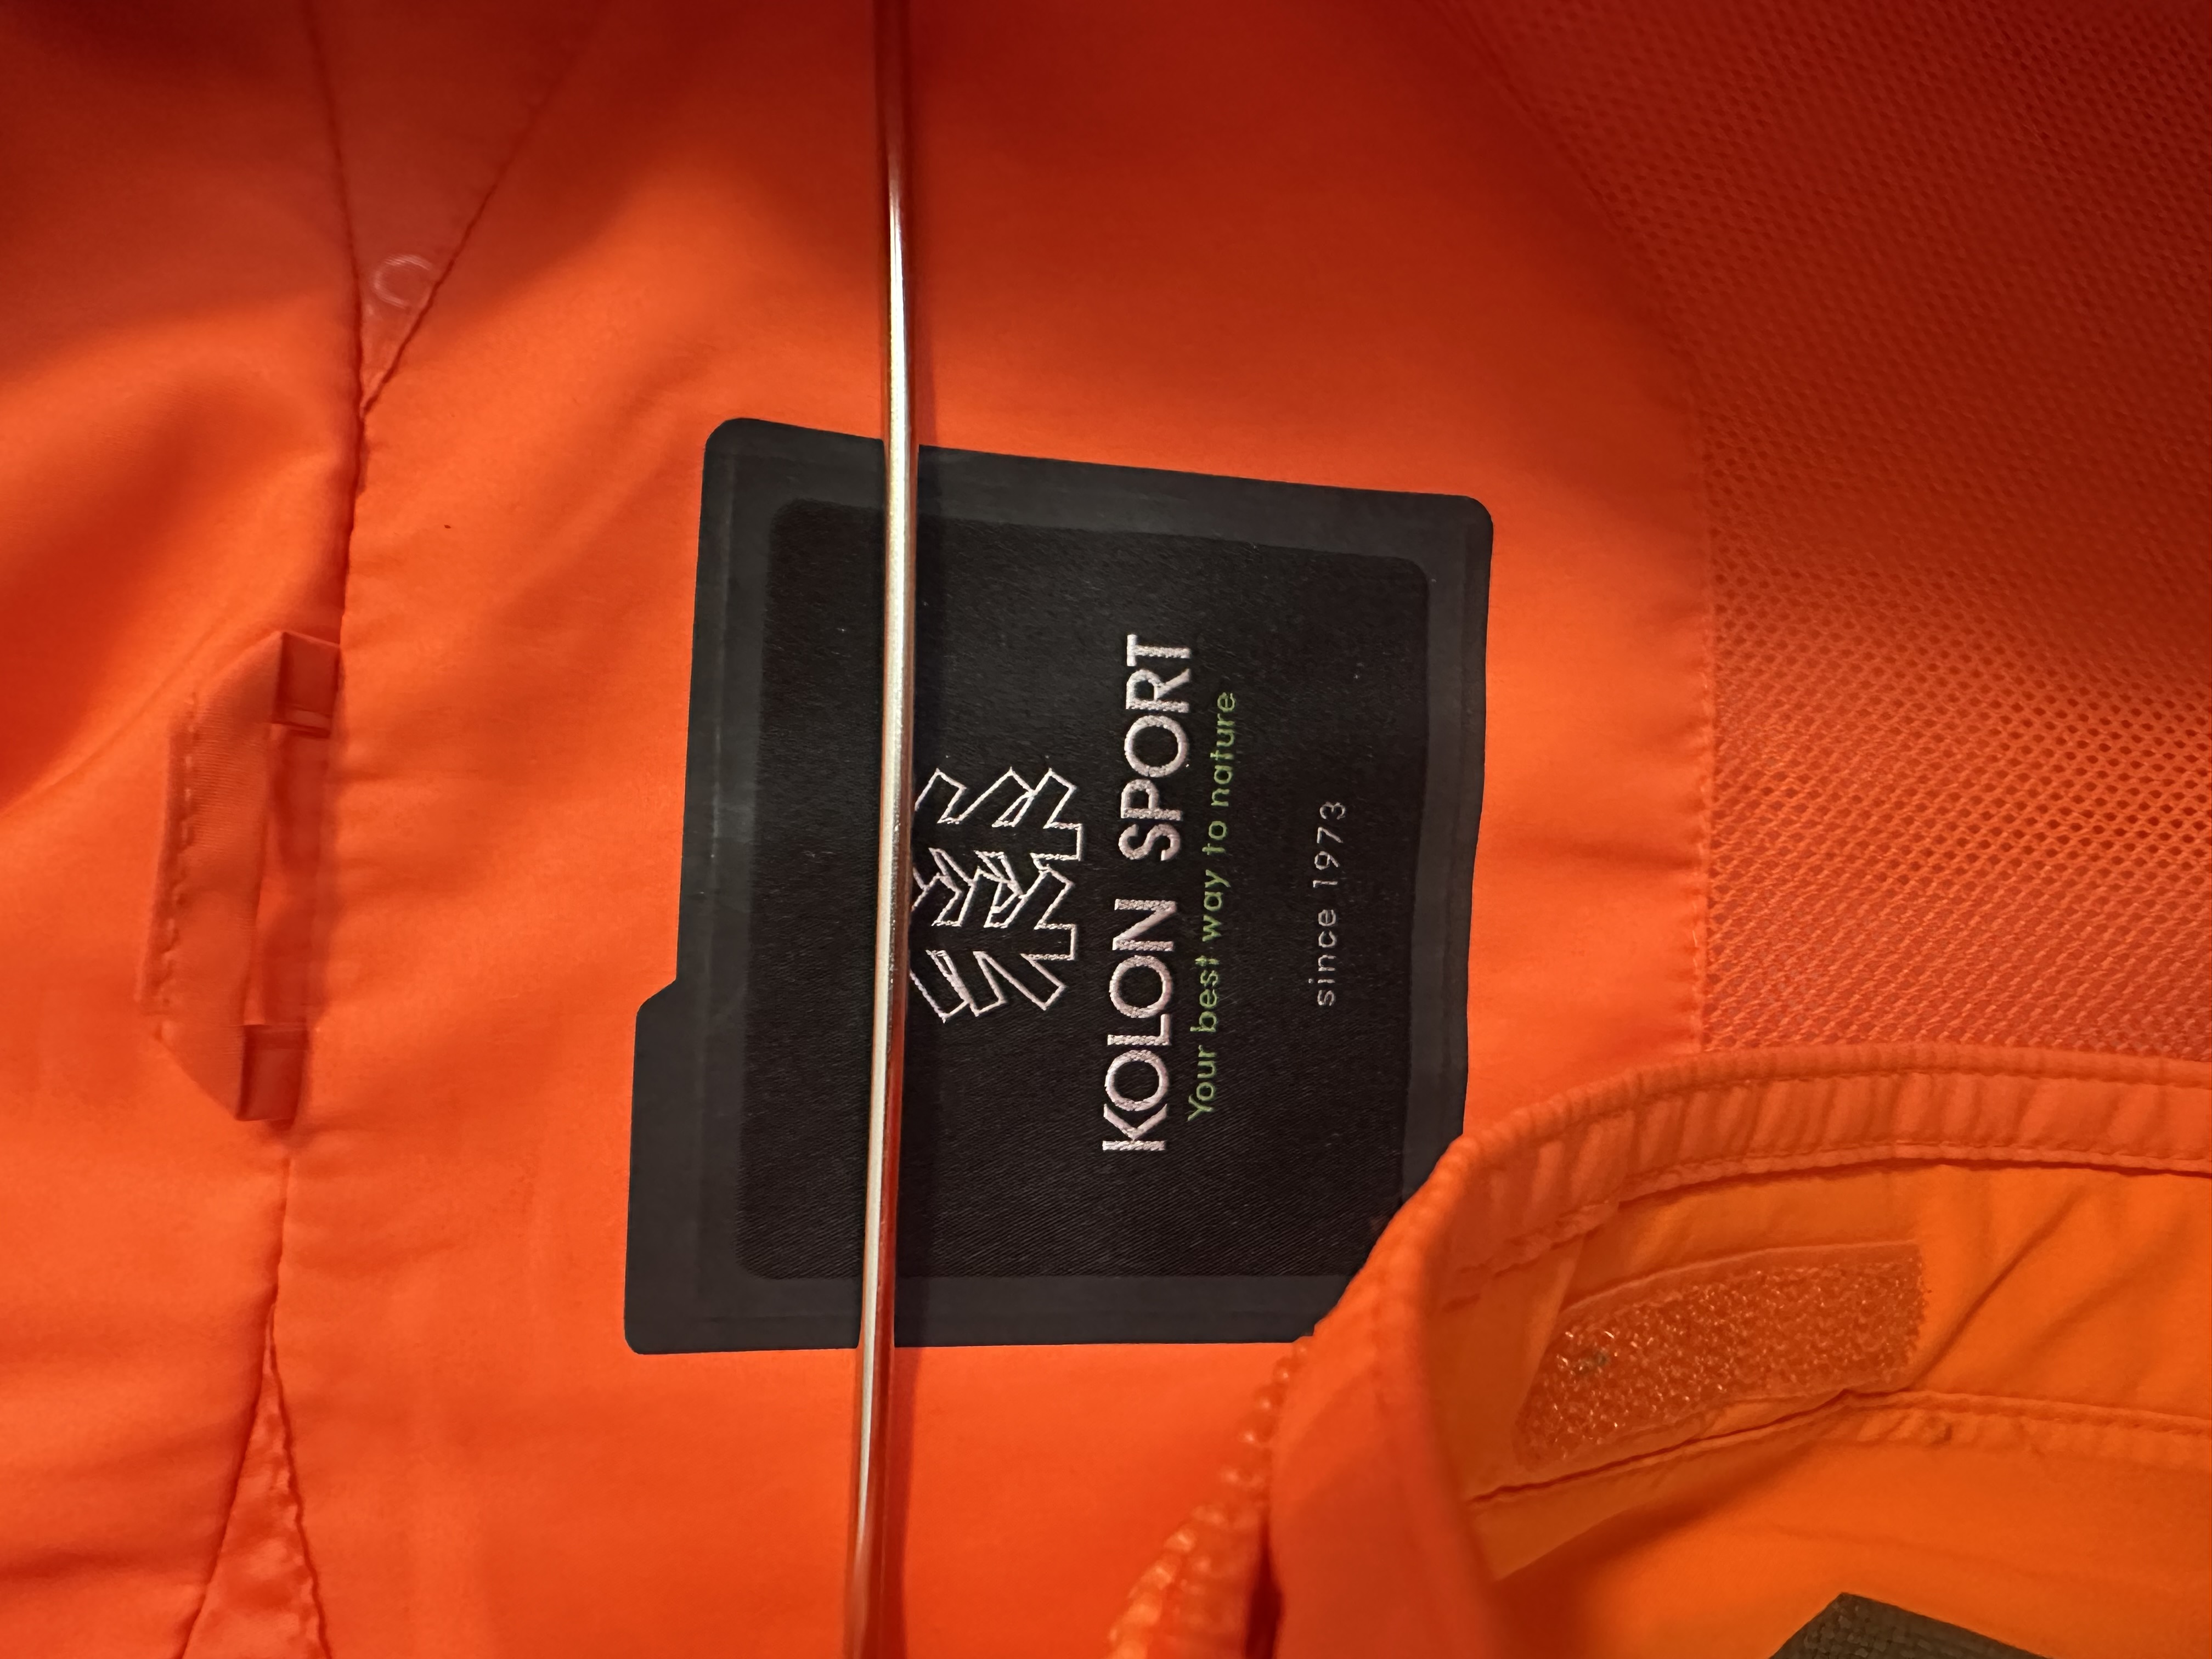 KOLON SPORT
Your best way to nature
since 1973